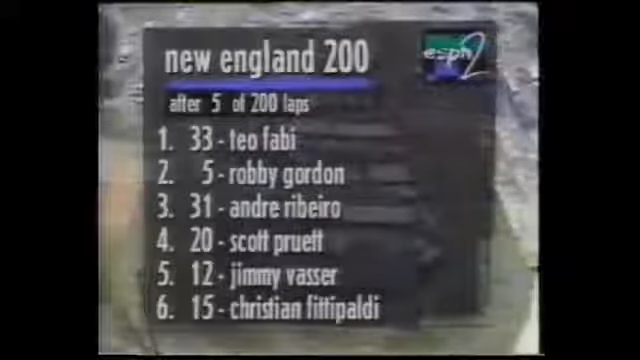 new england 200
espn2
after 5 of 200 laps
1. 33 - teo fabi
2. 5 - robby gordon
3. 31 - andre ribeiro
4. 20 - scott pruett
5. 12 - jimmy vasser
6. 15 - christian fittipaldi